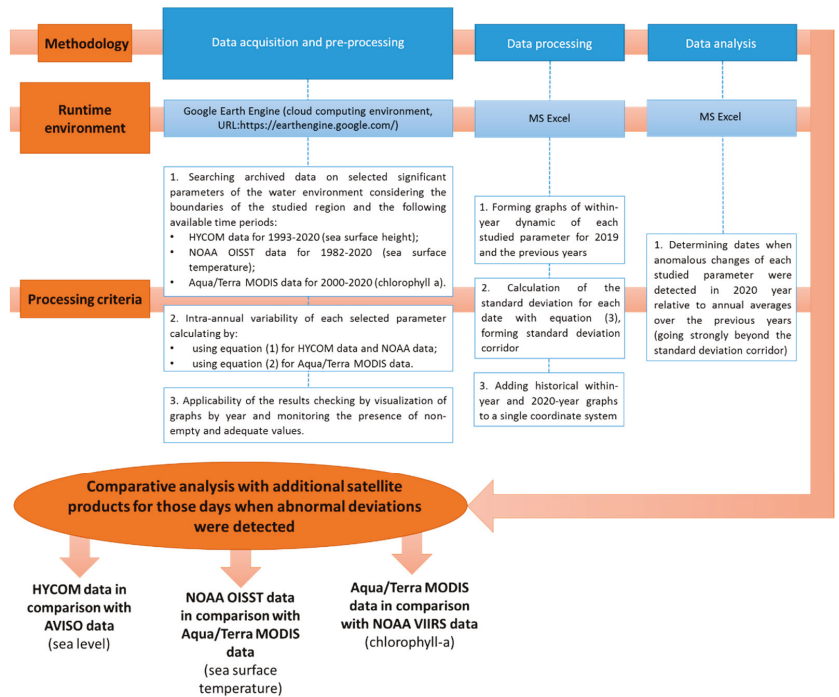 Methodology
Data acquisition and pre-processing
Data processing
Data analysis
Runtime
environment
Google Earth Engine (cloud computing environment,
URL:https://earthengine.google.com/)
MS Excel
MS Excel
Processing criteria
1. Searching archived data on selected significant
parameters of the water environment considering the
boundaries of the studied region and the following
available time periods:
• HYCOM data for 1993-2020 (sea surface height);
• NOAA OISST data for 1982-2020 (sea surface
temperature);
• Aqua/Terra MODIS data for 2000-2020 (chlorophyll a).
2. Intra-annual variability of each selected parameter
calculating by:
• using equation (1) for HYCOM data and NOAA data;
• using equation (2) for Aqua/Terra MODIS data.
3. Applicability of the results checking by visualization of
graphs by year and monitoring the presence of non-
empty and adequate values.
1. Forming graphs of within-
year dynamic of each
studied parameter for 2019
and the previous years
2. Calculation of the
standard deviation for each
date with equation (3),
forming standard deviation
corridor
3. Adding historical within-
year and 2020-year graphs
to a single coordinate system
1. Determining dates when
anomalous changes of each
studied parameter were
detected in 2020 year
relative to annual averages
over the previous years
(going strongly beyond the
standard deviation corridor)
Comparative analysis with additional satellite
products for those days when abnormal deviations
were detected
HYCOM data in
comparison with
AVISO data
(sea level)
NOAA OISST data
in comparison with
Aqua/Terra MODIS
data
(sea surface
temperature)
Aqua/Terra MODIS
data in comparison
with NOAA VIIRS data
(chlorophyll-a)